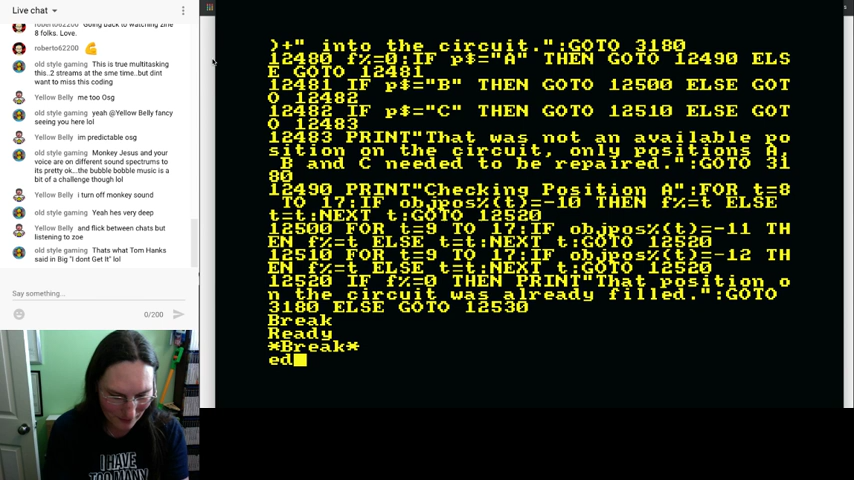 Live chat
roberto62200 Going back to watching zine
8 folks. Love.
roberto62200
old style gaming This is true multitasking
this..2 streams at the sme time..but dint
want to miss this coding
Yellow Belly me too Osg
old style gaming yeah @Yellow Belly fancy
seeing you here lol
Yellow Belly im predictable osg
old style gaming Monkey Jesus and your
voice are on different sound spectrums to
its pretty ok...the bubble bobble music is a
bit of a challenge though lol
Yellow Belly i turn off monkey sound
old style gaming Yeah hes very deep
Yellow Belly and flick between chats but
listening to zoe
old style gaming Thats what Tom Hanks
said in Big "I dont Get It" lol
Say something...
0/200
I HAVE
TOO MANY
)+" into the circuit.":GOTO 3180
12480 f%=0:IF p$="A" THEN GOTO 12490 ELS
E GOTO 12481
12481 IF p$="B" THEN GOTO 12500 ELSE GOT
O 12482
12482 IF p$="C" THEN GOTO 12510 ELSE GOT
O 12483
12483 PRINT"That was not an available po
sition on the circuit, only positions A,
 B and C needed to be repaired.":GOTO 31
80
12490 PRINT"Checking Position A":FOR t=8
 TO 17:IF objpos%(t)=-10 THEN f%=t ELSE
t=t:NEXT t:GOTO 12520
12500 FOR t=9 TO 17:IF objpos%(t)=-11 TH
EN f%=t ELSE t=t:NEXT t:GOTO 12520
12510 FOR t=9 TO 17:IF objpos%(t)=-12 TH
EN f%=t ELSE t=t:NEXT t:GOTO 12520
12520 IF f%=0 THEN PRINT"That position o
n the circuit was already filled.":GOTO
3180 ELSE GOTO 12530
Break
Ready
*Break*
ed